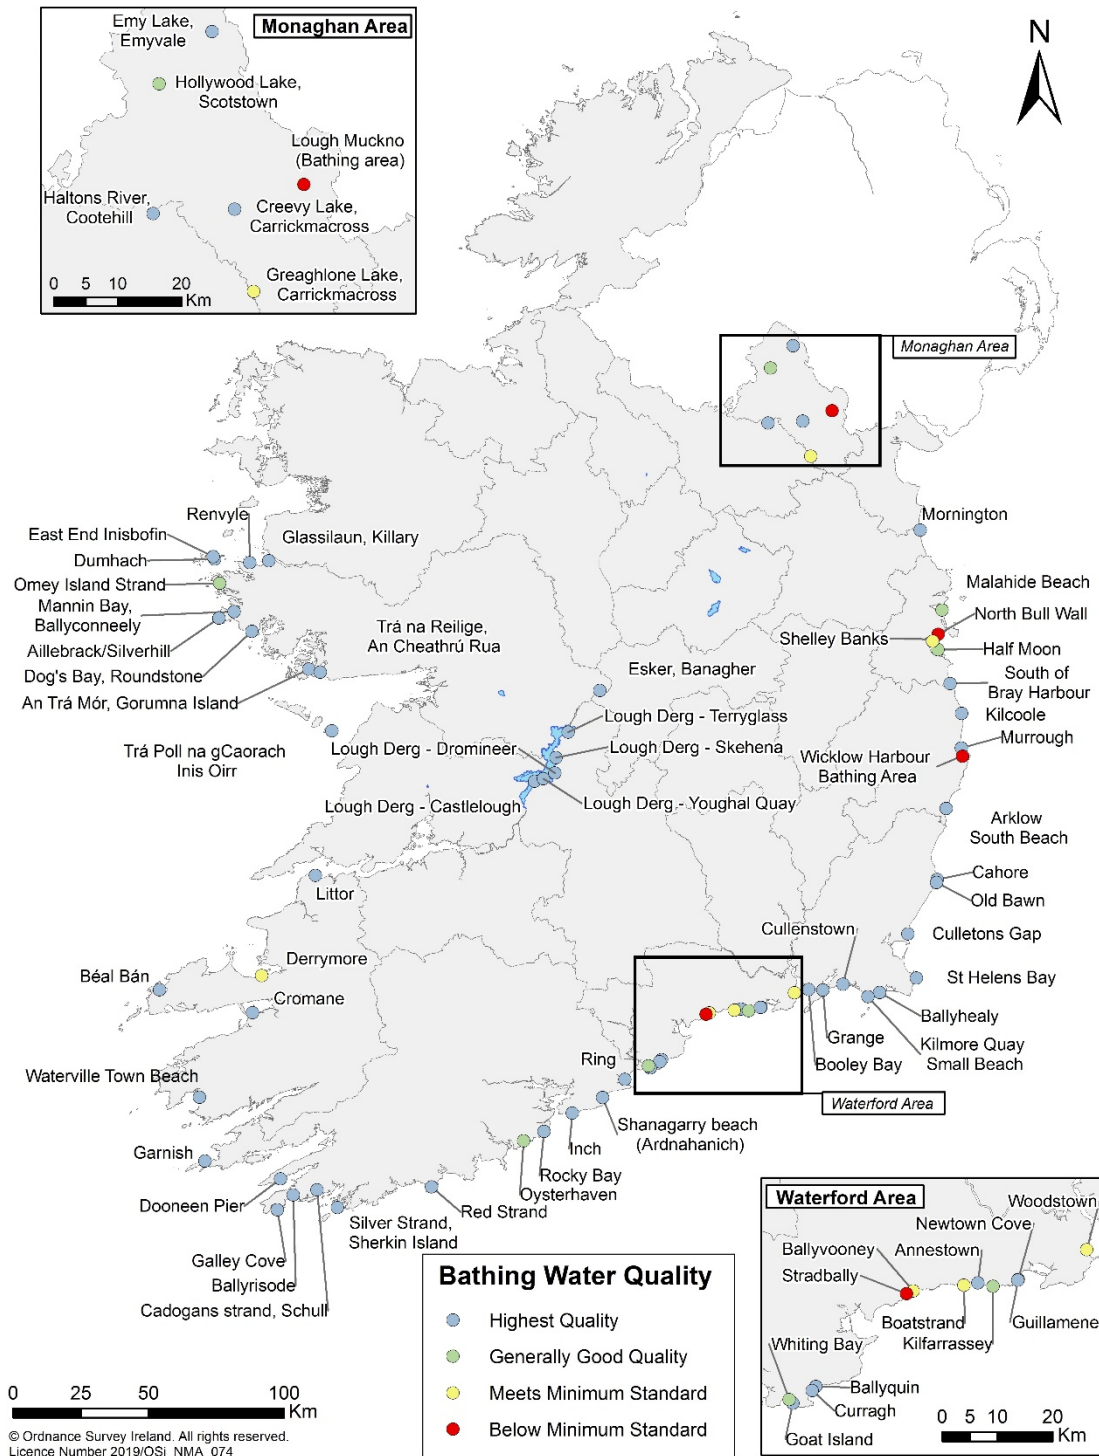 Monaghan Area
Emy Lake,
Emyvale
Hollywood Lake,
Scotstown
Lough Muckno
(Bathing area)
Haltons River,
Cootehill
Creevy Lake,
Carrickmacross
Greaghlone Lake,
Carrickmacross
0 5 10 20
Km
N
Monaghan Area
Mornington
Renvyle
East End Inisbofin
Glassilaun, Killary
Dumhach
Omey Island Strand
Malahide Beach
Mannin Bay,
Ballyconneely
North Bull Wall
Shelley Banks
Trá na Reilige,
An Cheathrú Rua
Aillebrack/Silverhill
Half Moon
Dog's Bay, Roundstone
Esker, Banagher
South of
Bray Harbour
An Trá Mór, Gorumna Island
Kilcoole
Lough Derg - Terryglass
Trá Poll na gCaorach
Inis Oirr
Lough Derg - Dromineer
Lough Derg - Skehena
Murrough
Wicklow Harbour
Bathing Area
Lough Derg - Castlelough
Lough Derg - Youghal Quay
Arklow
South Beach
Cahore
Old Bawn
Littor
Cullenstown
Culletons Gap
Derrymore
Béal Bán
St Helens Bay
Cromane
Ballyhealy
Grange
Kilmore Quay
Small Beach
Booley Bay
Ring
Waterville Town Beach
Waterford Area
Shanagarry beach
(Ardnahanich)
Inch
Garnish
Rocky Bay
Oysterhaven
Dooneen Pier
Red Strand
Silver Strand,
Sherkin Island
Galley Cove
Ballyrisode
Cadogans strand, Schull
Waterford Area
Woodstown
Newtown Cove
Ballyvooney
Annestown
Stradbally
Boatstrand
Guillamene
Kilfarrassey
Whiting Bay
Ballyquin
Curragh
Goat Island
0 5 10 20
Km
Bathing Water Quality
Highest Quality
Generally Good Quality
Meets Minimum Standard
Below Minimum Standard
0 25 50 100
Km
© Ordnance Survey Ireland. All rights reserved.
Licence Number 2019/OSi_NMA_074